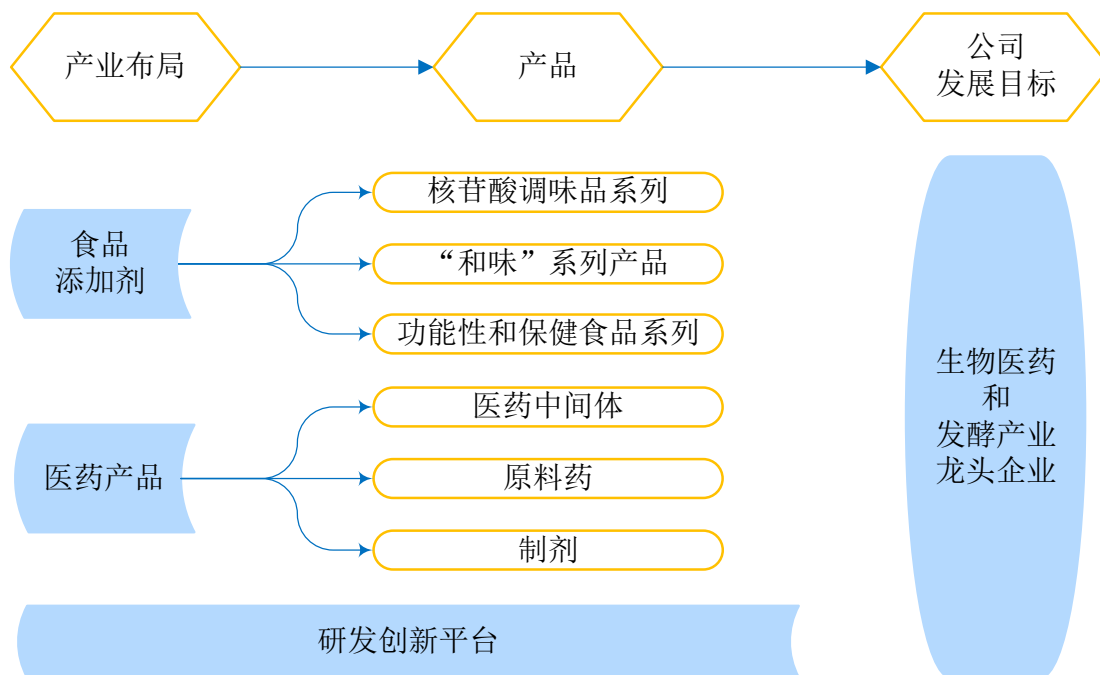 产业布局
产品
公司
发展目标
核苷酸调味品系列
食品
添加剂
“和味”系列产品
功能性和保健食品系列
医药中间体
医药产品
原料药
制剂
生物医药
和
发酵产业
龙头企业
研发创新平台